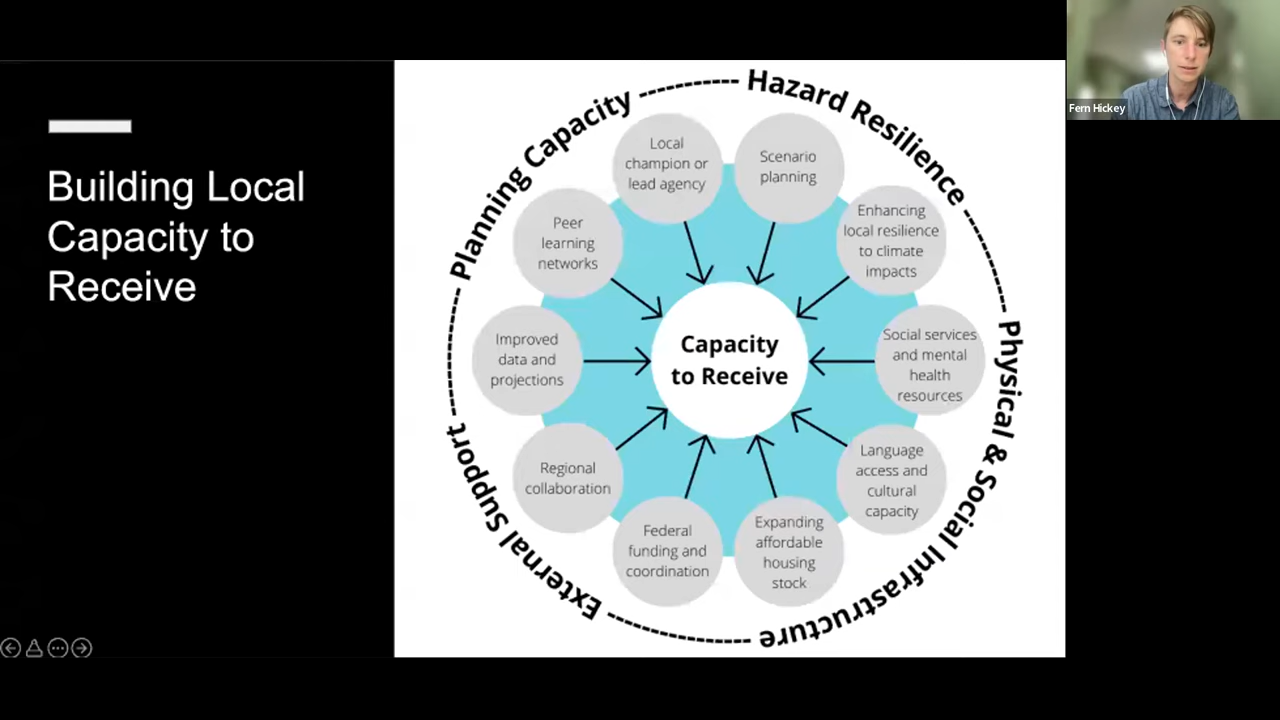 Building Local
Capacity to
Receive
Planning Capacity
Hazard Resilience
Physical & Social Infrastructure
External Support
Local
champion or
lead agency
Scenario
planning
Enhancing
local resilience
to climate
impacts
Social services
and mental
health
resources
Language
access and
cultural
capacity
Expanding
affordable
housing
stock
Federal
funding and
coordination
Regional
collaboration
Improved
data and
projections
Peer
learning
networks
Capacity
to Receive
Fern Hickey